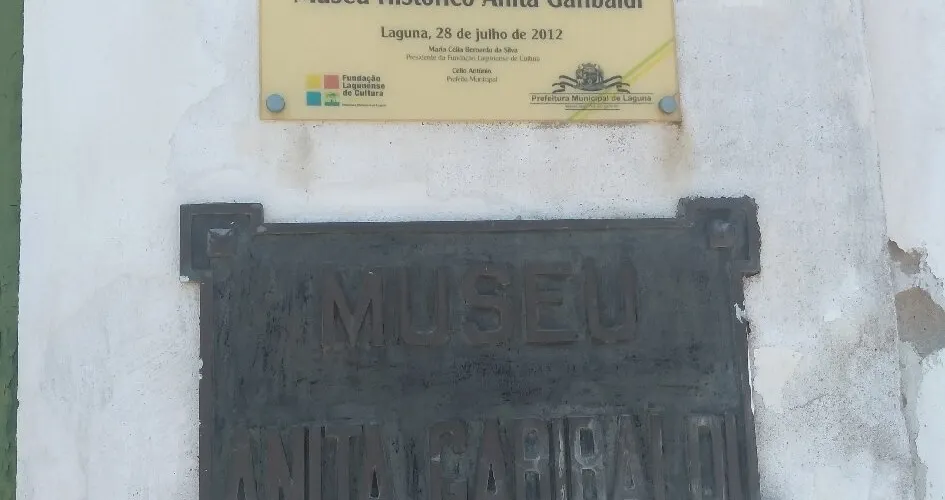 Museu Histórico Anita Garibaldi
Laguna, 28 de julho de 2012
Maria Célia Bernardo da Silva
Presidente da Fundação Lagunense de Cultura
Célio Antônio
Prefeito Municipal
Fundação
Lagunense
de Cultura
Prefeitura Municipal de Laguna
MUSEU
ANITA GARIBALDI